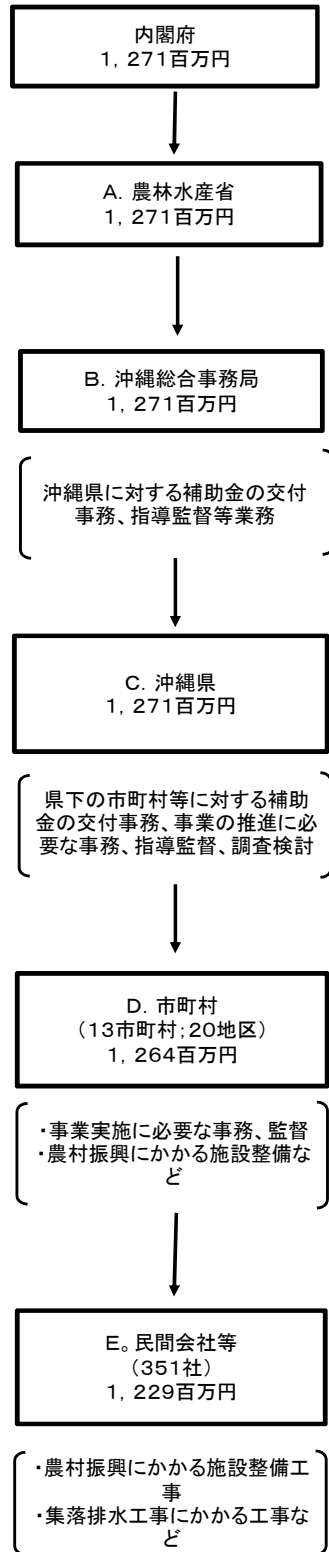 内閣府
1，271百万円
A．農林水産省
1，271百万円
B．沖縄総合事務局
1，271百万円
沖縄県に対する補助金の交付
事務、指導監督等業務
C．沖縄県
1，271百万円
県下の市町村等に対する補助
金の交付事務、事業の推進に必
要な事務、指導監督、調査検討
D．市町村
（13市町村；20地区）
1，264百万円
・事業実施に必要な事務、監督
・農村振興にかかる施設整備な
ど
E。民間会社等
（351社）
1，229百万円
・農村振興にかかる施設整備工
事
・集落排水工事にかかる工事な
ど